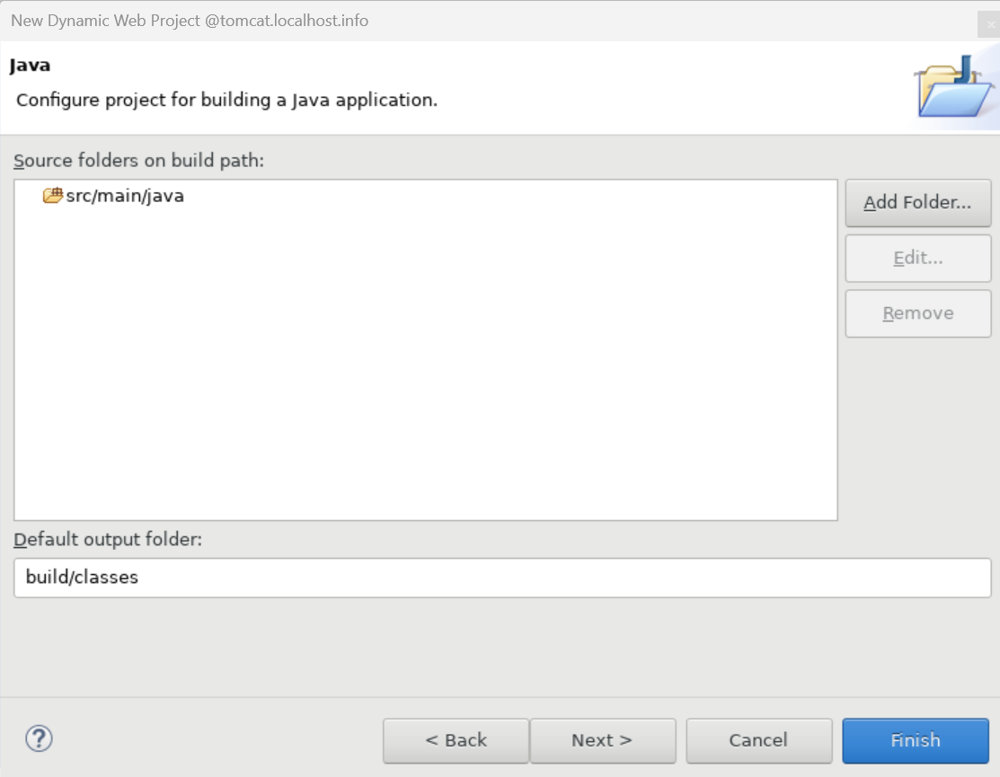 New Dynamic Web Project @tomcat.localhost.info
Java
Configure project for building a Java application.
Source folders on build path:
src/main/java
Add Folder...
Edit...
Remove
Default output folder:
build/classes
?
< Back
Next >
Cancel
Finish